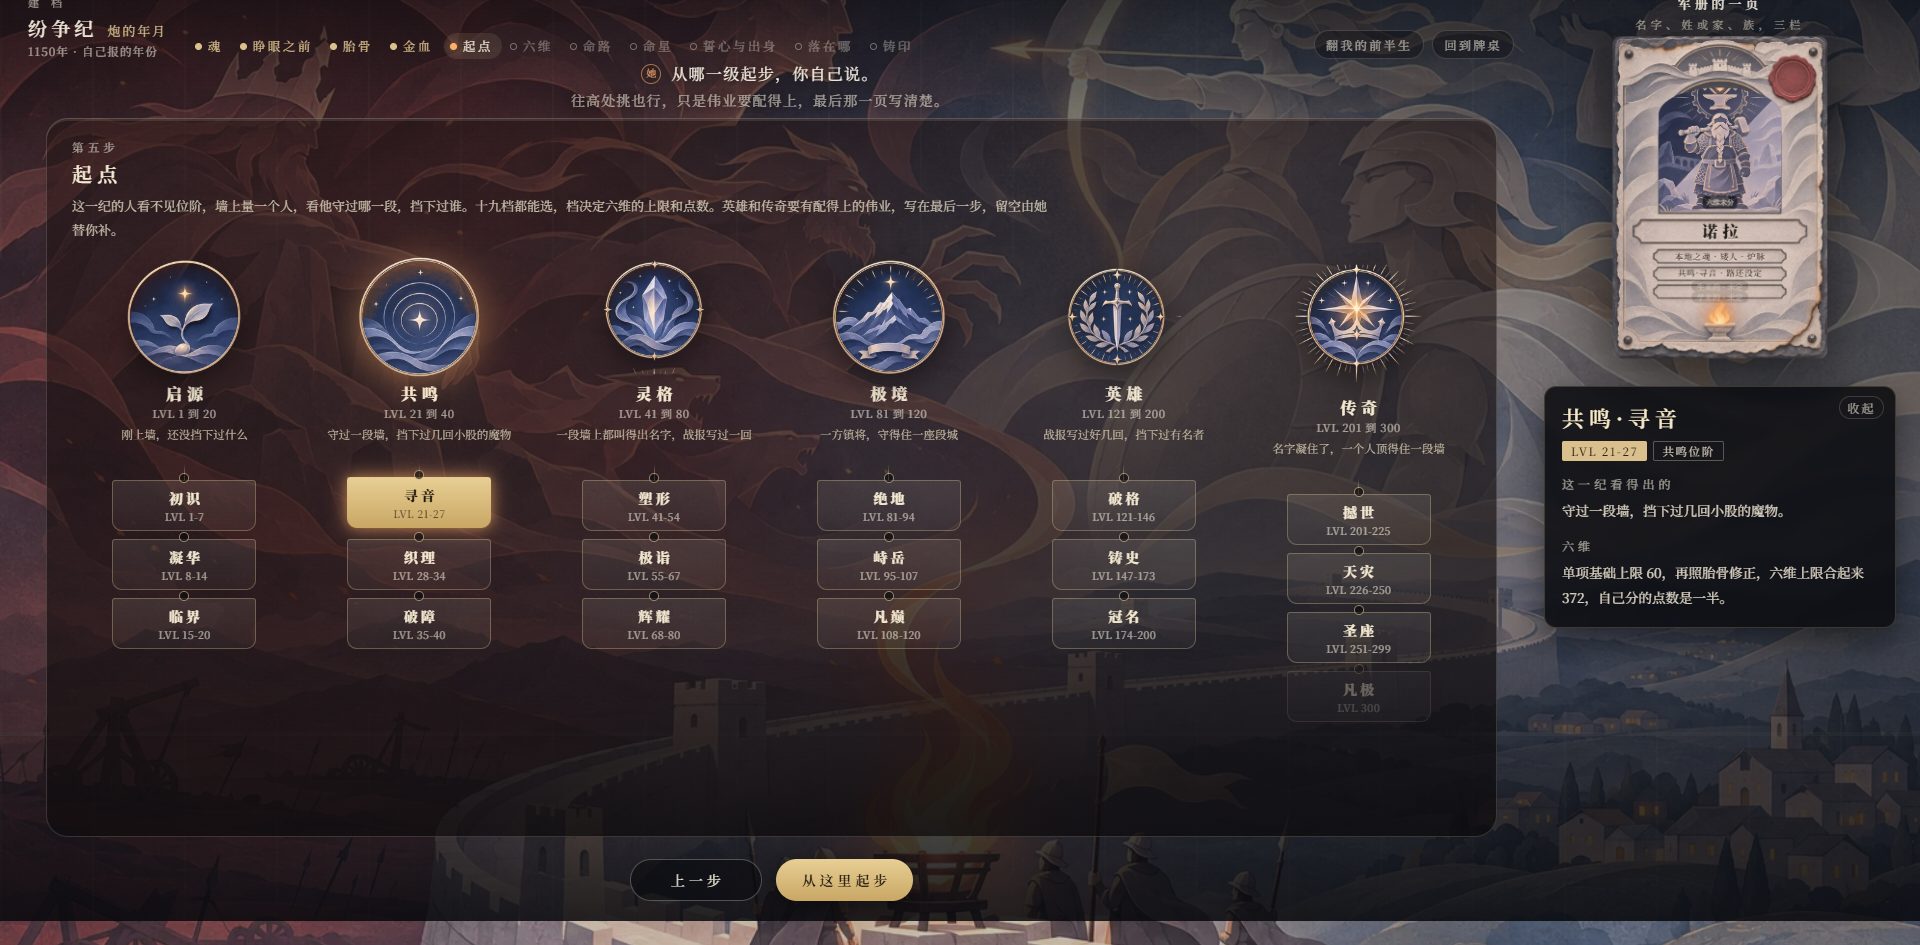 建 档
纷争纪 炮的年月
1150年 · 自己报的年份
魂 睁眼之前 胎骨 金血 起点 六维 命路 命星 誓心与出身 落在哪 铸印
翻我的前半生 回到牌桌
她 从哪一级起步，你自己说。
往高处挑也行，只是伟业要配得上，最后那一页写清楚。
第五步
起点
这一纪的人看不见位阶，墙上量一个人，看他守过哪一段，挡下过谁。十九档都能选，档决定六维的上限和点数。英雄和传奇要有配得上的伟业，写在最后一步，留空由她
替你补。
启源
LVL 1 到 20
刚上墙，还没挡下过什么
初识
LVL 1-7
凝华
LVL 8-14
临界
LVL 15-20
共鸣
LVL 21 到 40
守过一段墙，挡下过几回小股的魔物
寻音
LVL 21-27
织理
LVL 28-34
破障
LVL 35-40
灵格
LVL 41 到 80
一段墙上都叫得出名字，战报写过一回
塑形
LVL 41-54
极诣
LVL 55-67
辉耀
LVL 68-80
极境
LVL 81 到 120
一方镇将，守得住一座段城
绝地
LVL 81-94
峙岳
LVL 95-107
凡巅
LVL 108-120
英雄
LVL 121 到 200
战报写过好几回，挡下过有名者
破格
LVL 121-146
铸史
LVL 147-173
冠名
LVL 174-200
传奇
LVL 201 到 300
名字凝住了，一个人顶得住一段墙
撼世
LVL 201-225
天灾
LVL 226-250
圣座
LVL 251-299
凡极
LVL 300
上一步
从这里起步
军册的一页
名字、姓或家、族，三栏
六维未分
诺拉
本地之魂 · 矮人 · 炉脉
共鸣·寻音 · 路还没定
共鸣·寻音
收起
LVL 21-27 共鸣位阶
这一纪看得出的
守过一段墙，挡下过几回小股的魔物。
六维
单项基础上限 60，再照胎骨修正，六维上限合起来
372，自己分的点数是一半。